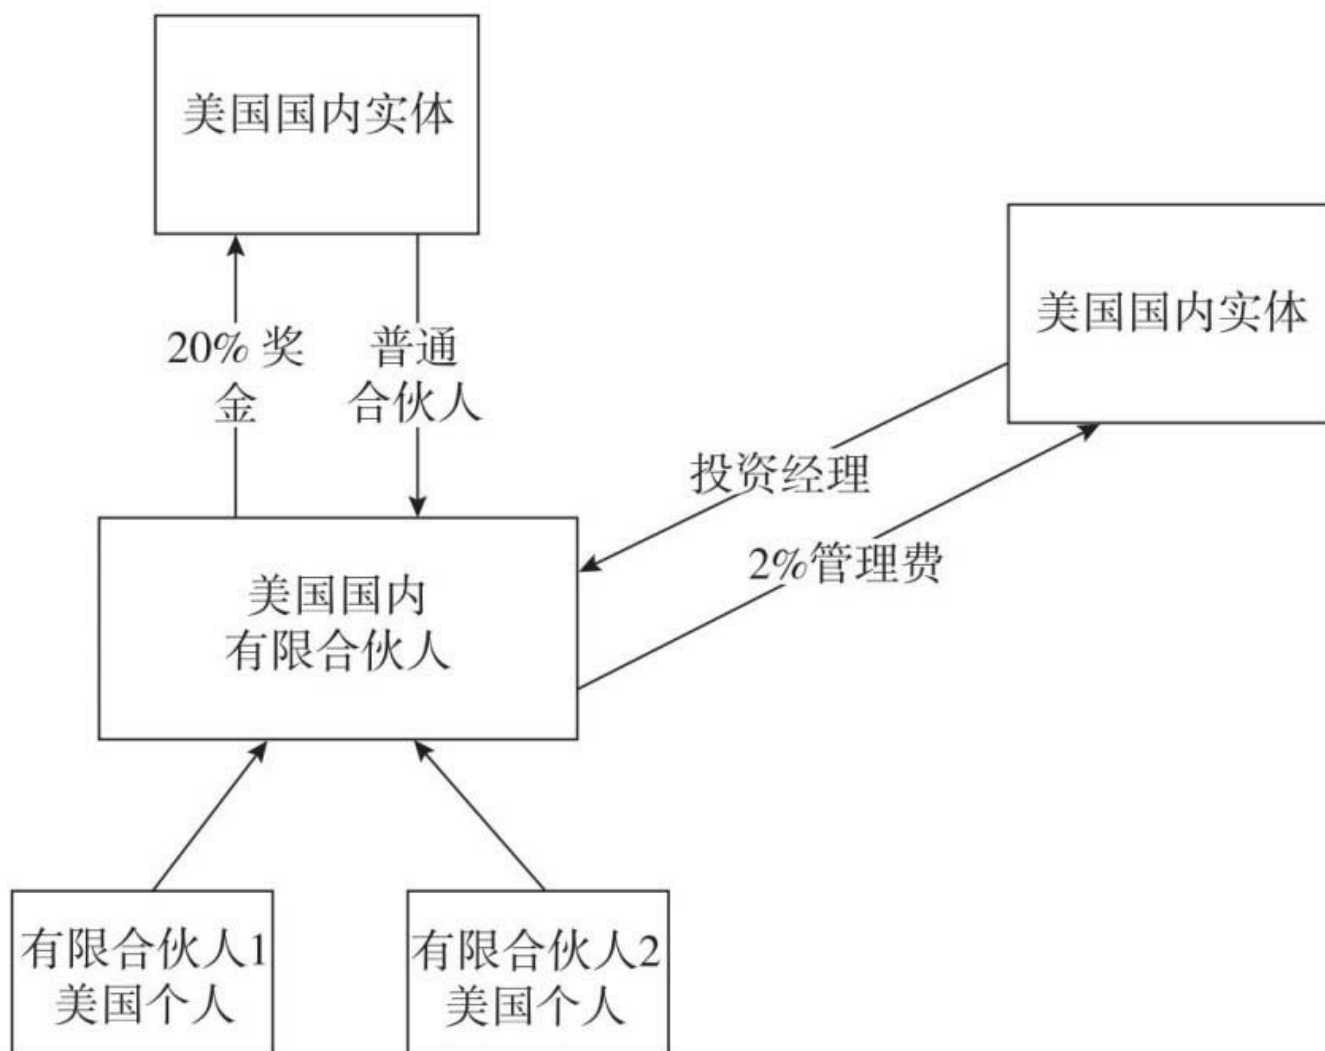 美国国内实体
美国国内实体
20% 奖
金
普通
合伙人
投资经理
2%管理费
美国国内
有限合伙人
有限合伙人1
美国个人
有限合伙人2
美国个人